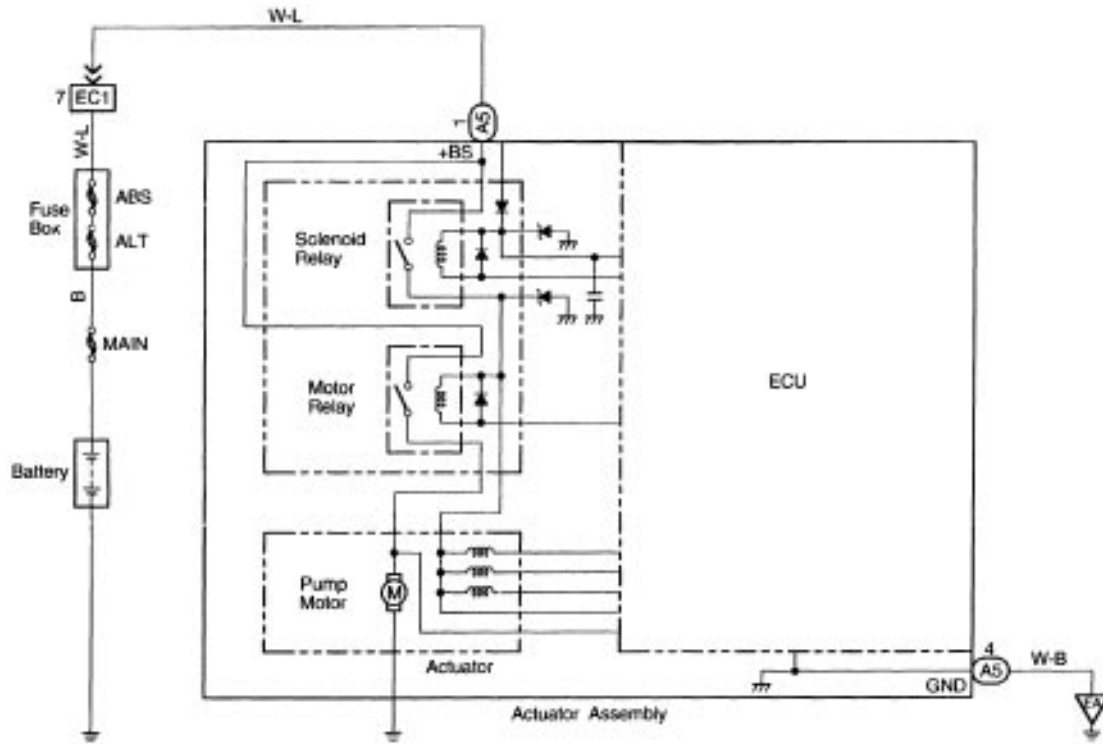 W-L
7 EC1
1 A5
W-L
+BS
Fuse Box
ABS
ALT
Solenoid Relay
B
MAIN
Motor Relay
ECU
Battery
Pump Motor
M
Actuator
4
A5
W-B
GND
EA
Actuator Assembly